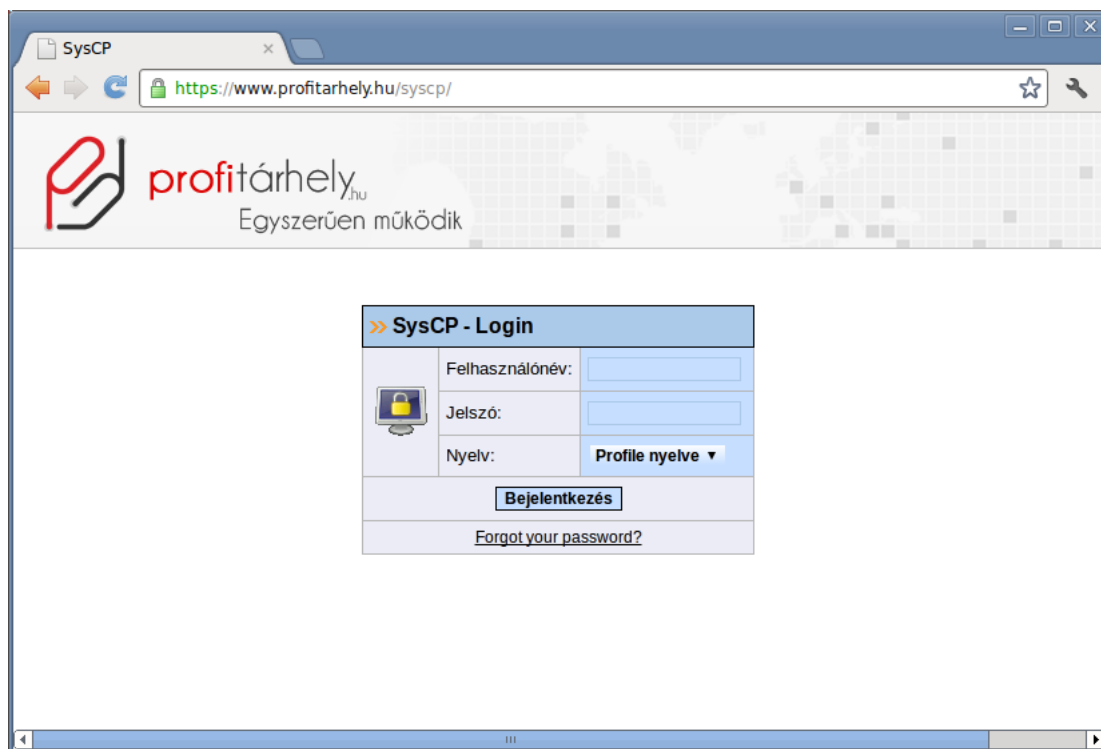 SysCP
https://www.profitarhely.hu/syscp/
profitárhely.hu
Egyszerűen működik
SysCP - Login
Felhasználónév:
Jelszó:
Nyelv: Profile nyelve
Bejelentkezés
Forgot your password?